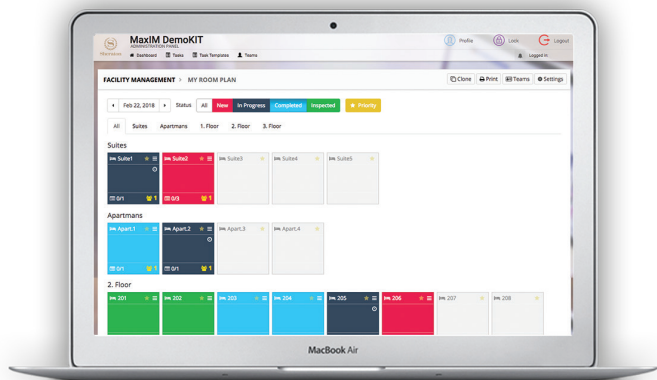 MaxIM DemoKIT
ADMINISTRATION PANEL
Profile
Lock
Logout
Dashboard Tasks Task Templates Teams
Logged in
FACILITY MANAGEMENT > MY ROOM PLAN
Clone Print Teams Settings
Feb 22, 2018 Status All New In Progress Completed Inspected Priority
All Suites Apartmans 1. Floor 2. Floor 3. Floor
Suites
Suite1 Suite2 Suite3 Suite4 Suite5
0/1 1 0/3 1
Apartmans
Apart.1 Apart.2 Apart.3 Apart.4
0/1 1 0/1 1
2. Floor
201 202 203 204 205 206 207 208
MacBook Air